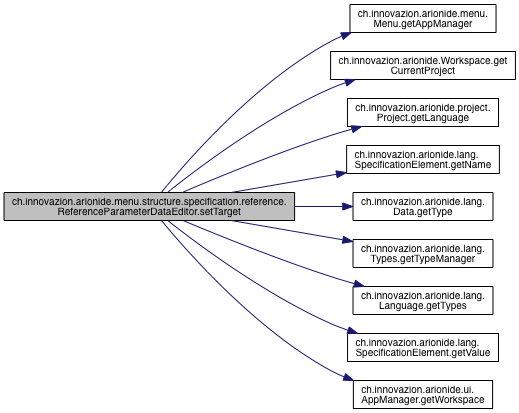 ch.innovazion.arionide.menu.
Menu.getAppManager
ch.innovazion.arionide.Workspace.get
CurrentProject
ch.innovazion.arionide.project.
Project.getLanguage
ch.innovazion.arionide.lang.
SpecificationElement.getName
ch.innovazion.arionide.menu.structure.specification.reference.
ReferenceParameterDataEditor.setTarget
ch.innovazion.arionide.lang.
Data.getType
ch.innovazion.arionide.lang.
Types.getTypeManager
ch.innovazion.arionide.lang.
Language.getTypes
ch.innovazion.arionide.lang.
SpecificationElement.getValue
ch.innovazion.arionide.ui.
AppManager.getWorkspace